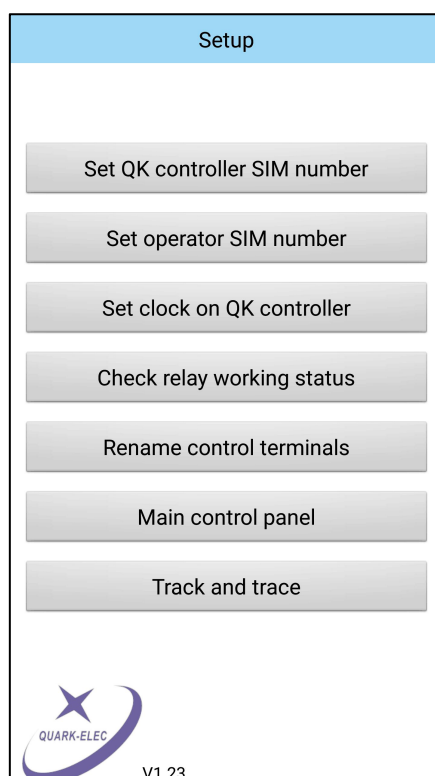 Setup
Set QK controller SIM number
Set operator SIM number
Set clock on QK controller
Check relay working status
Rename control terminals
Main control panel
Track and trace
QUARK-ELEC
V1.23